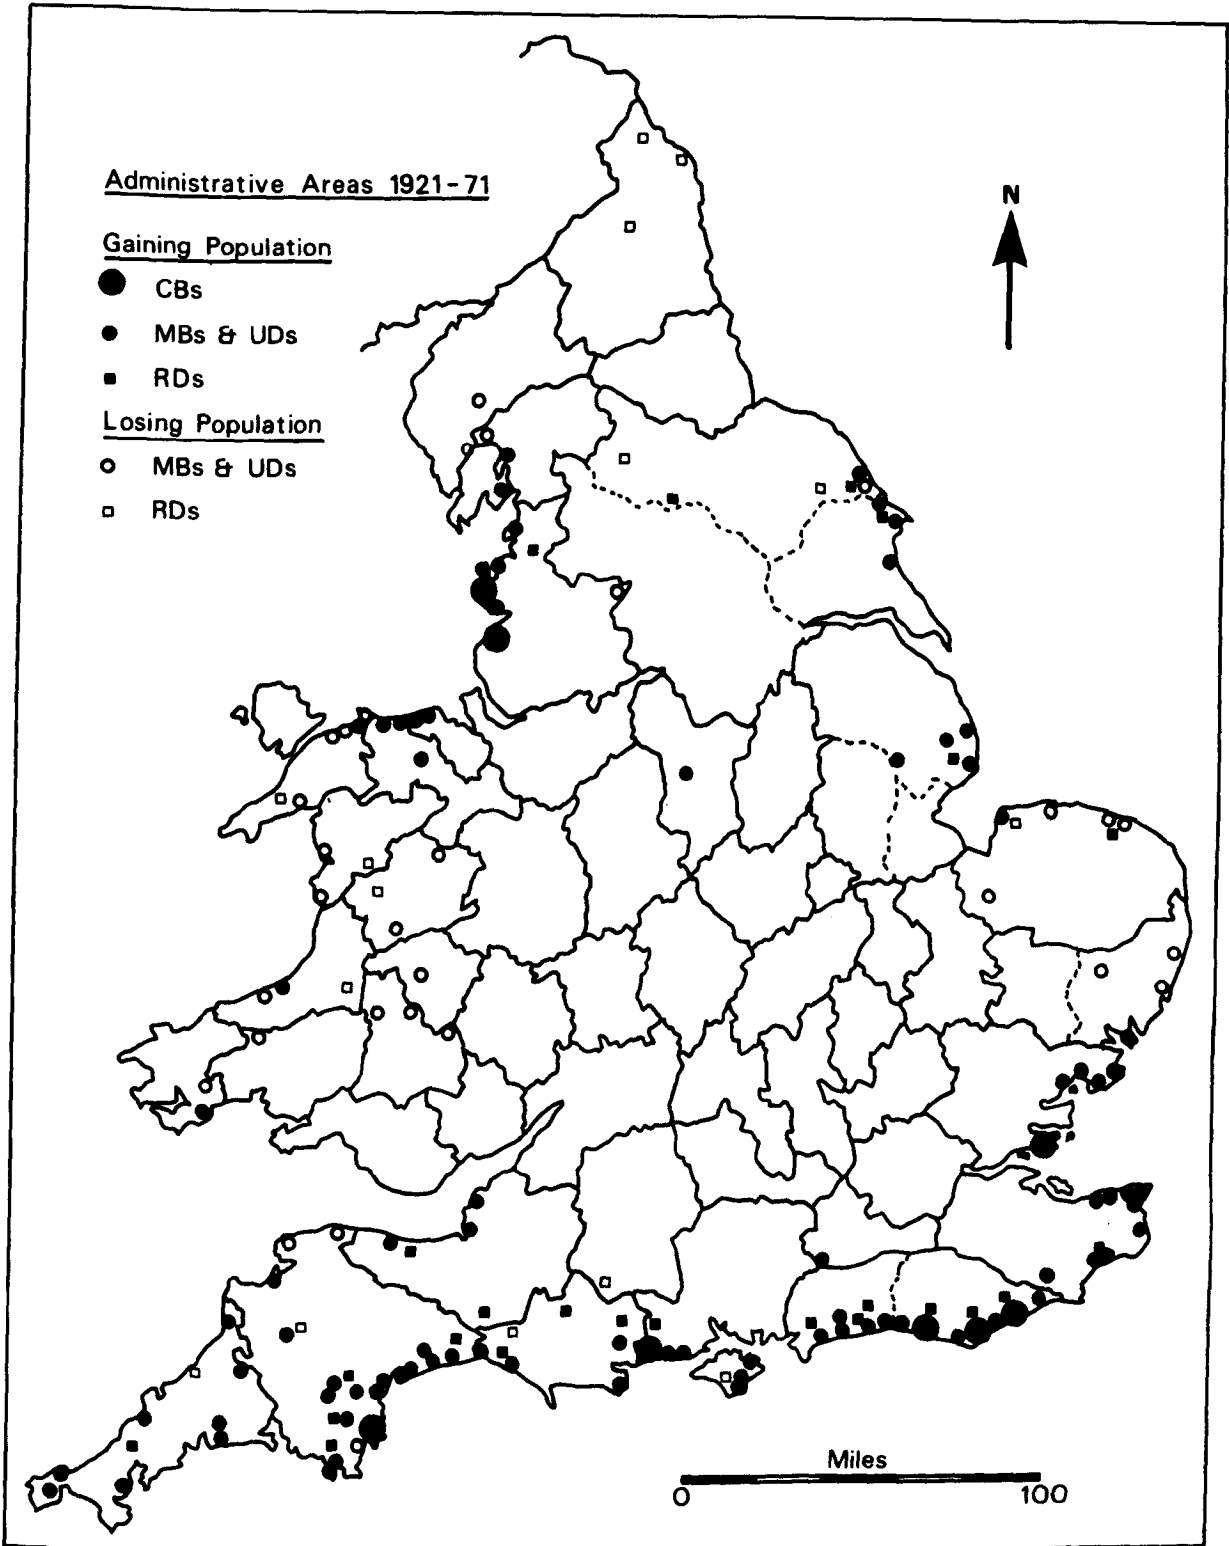 Administrative Areas 1921-71
Gaining Population
CBs
MBs & UDs
RDs
Losing Population
MBs & UDs
RDs
N
Miles
0 100